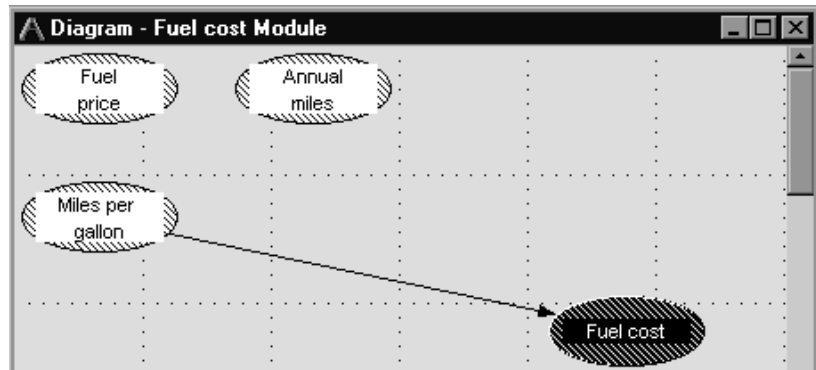 Diagram - Fuel cost Module
Fuel
price
Annual
miles
Miles per
gallon
Fuel cost